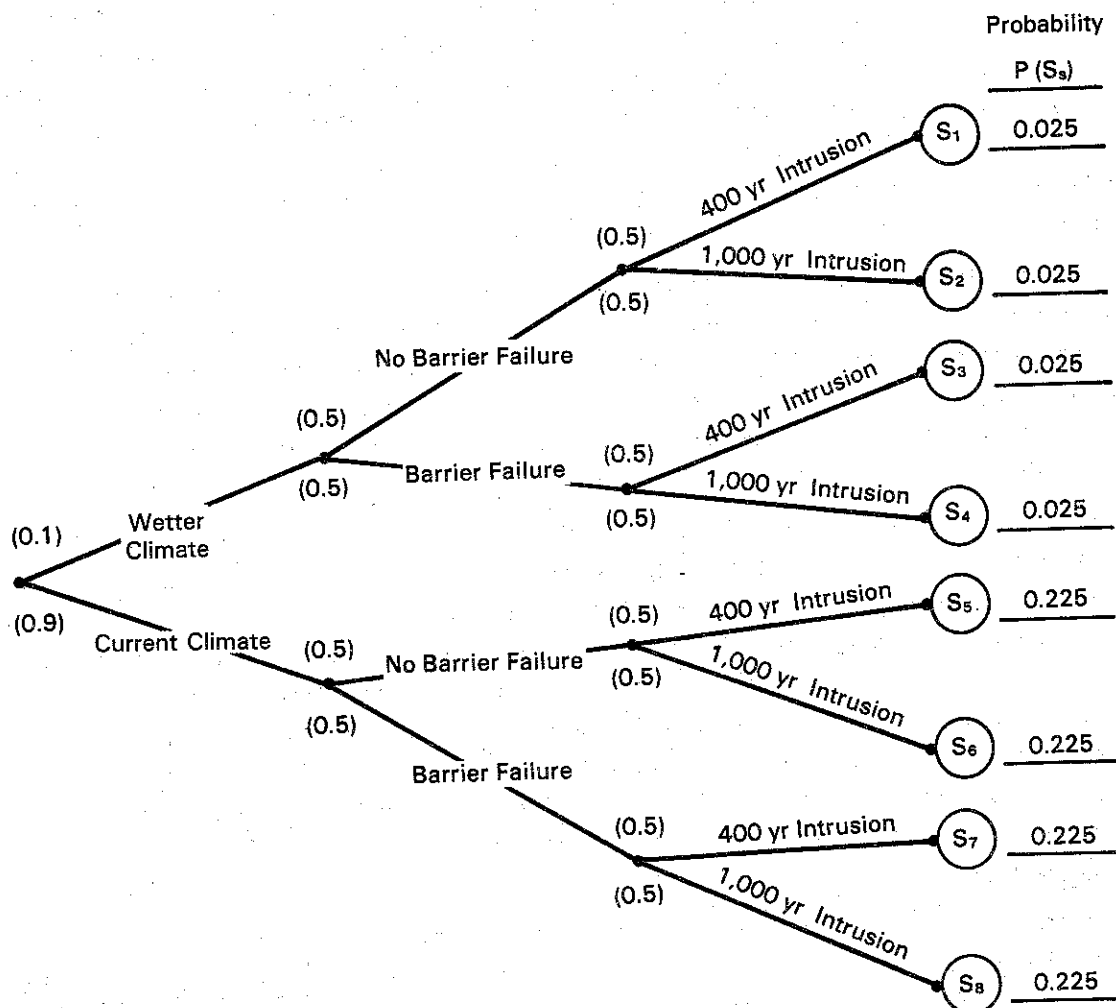 Probability
P (Sₛ)
400 yr Intrusion
S₁
0.025
(0.5)
1,000 yr Intrusion
S₂
0.025
(0.5)
No Barrier Failure
400 yr Intrusion
S₃
0.025
(0.5)
(0.5)
Barrier Failure
(0.5)
1,000 yr Intrusion
S₄
0.025
(0.5)
(0.1)
Wetter
Climate
(0.9)
Current Climate
(0.5)
No Barrier Failure
(0.5)
400 yr Intrusion
S₅
0.225
(0.5)
1,000 yr Intrusion
S₆
0.225
(0.5)
Barrier Failure
(0.5)
400 yr Intrusion
S₇
0.225
(0.5)
1,000 yr Intrusion
S₈
0.225